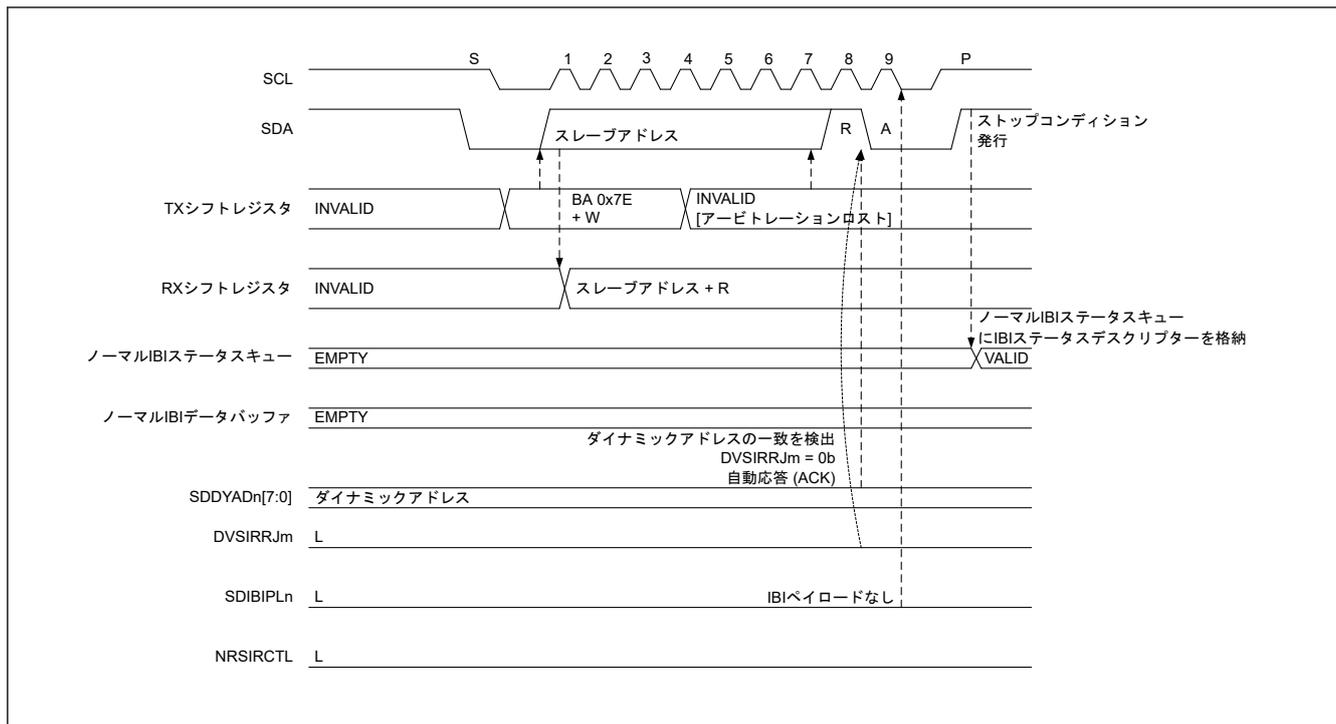 S 1 2 3 4 5 6 7 8 9 P
SCL
SDA
スレーブアドレス
R
A
ストップコンディション
発行
TXシフトレジスタ
INVALID
BA 0x7E
+ W
INVALID
[アービトレーションロスト]
RXシフトレジスタ
INVALID
スレーブアドレス + R
ノーマルIBIステータスキュー
にIBIステータスデスクリプターを格納
ノーマルIBIステータスキュー
EMPTY
VALID
ノーマルIBIデータバッファ
EMPTY
ダイナミックアドレスの一致を検出
DVSIRRJm = 0b
自動応答 (ACK)
SDDYADn[7:0]
ダイナミックアドレス
DVSIRRJm
L
SDIBIPLn
L
IBIペイロードなし
NRSIRCTL
L